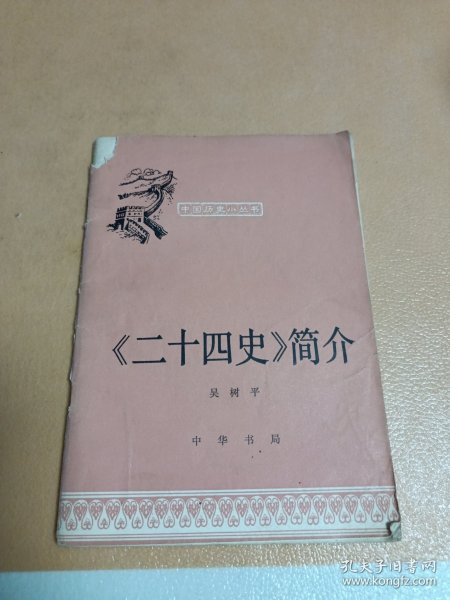 中国历史小丛书
《二十四史》简介
吴树平
中华书局
孔夫子旧书网
www.kongfz.com